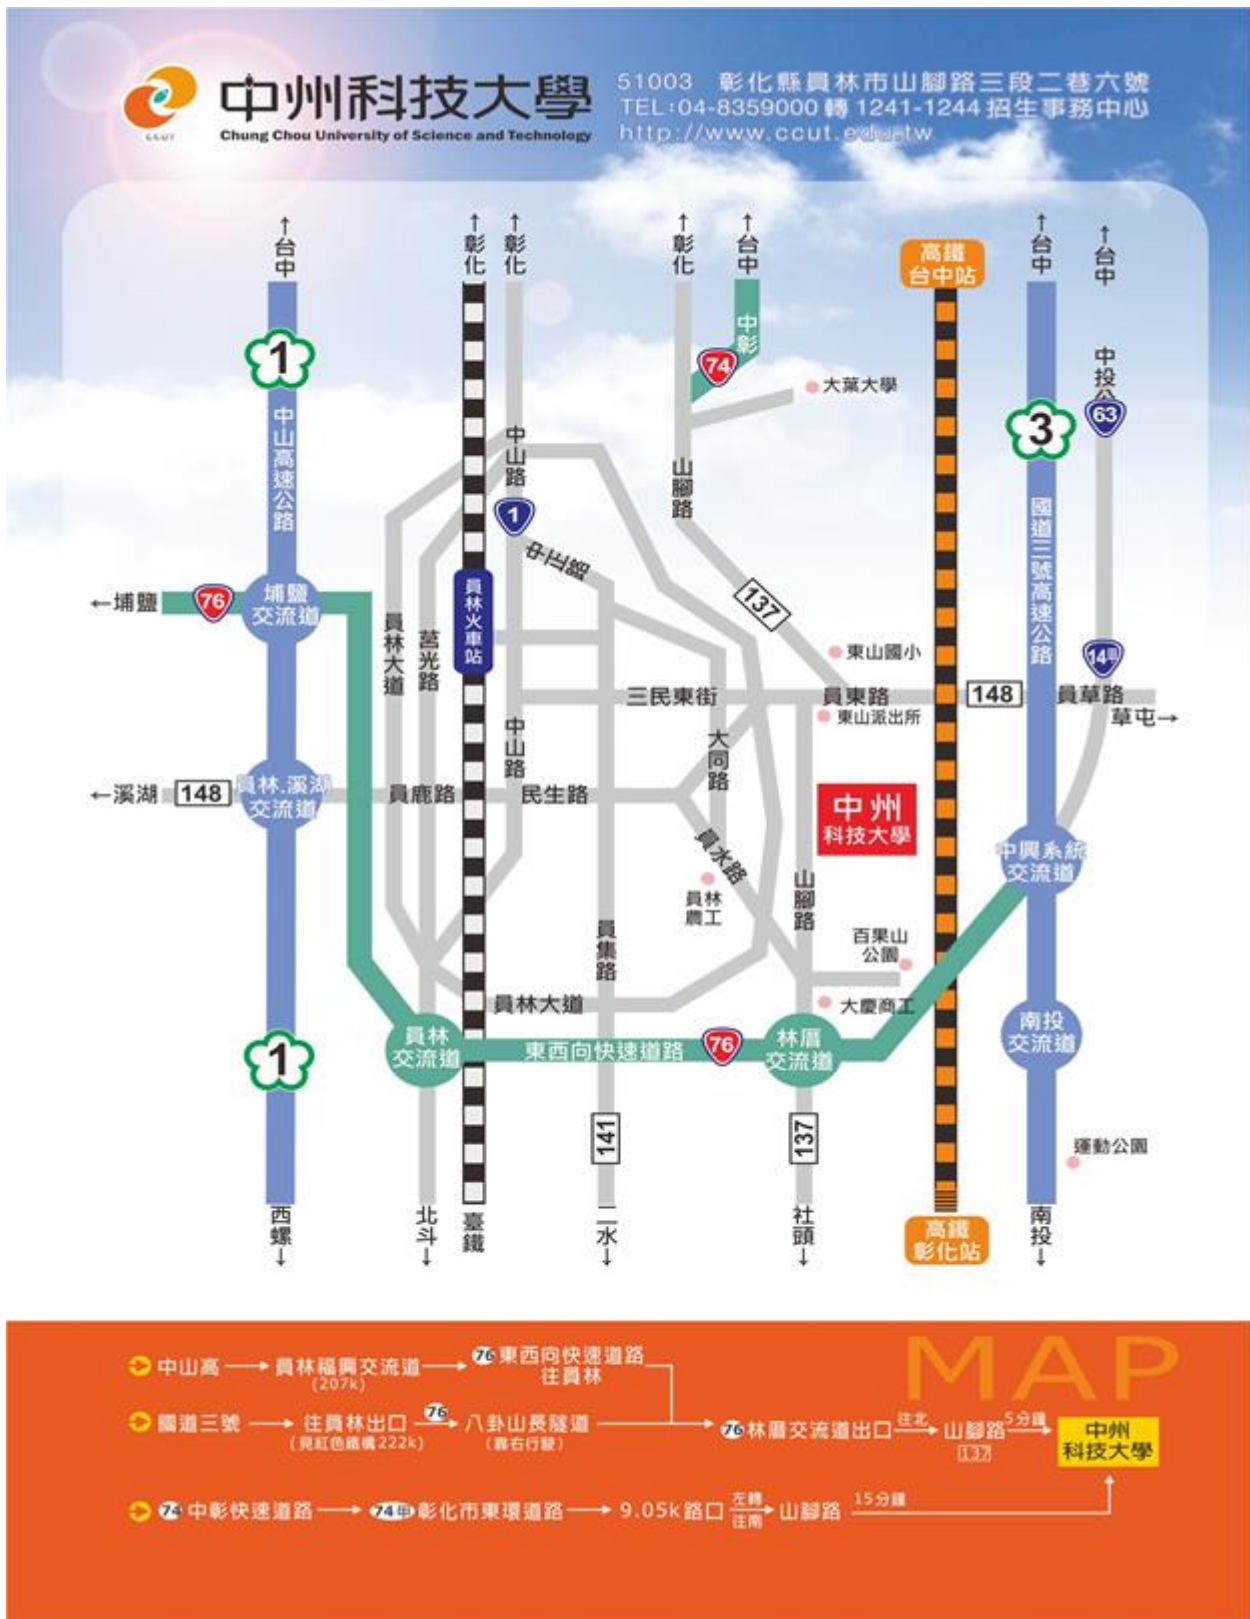 中州科技大學
Chung Chou University of Science and Technology
CCUT
51003 彰化縣員林市山腳路三段二巷六號
TEL:04-8359000 轉 1241-1244 招生事務中心
http://www.ccut.edu.tw
↑台中
↑彰化
↑彰化
↑彰化
↑台中
高鐵
台中站
↑台中
↑台中
1
中山高速公路
中彰
74
大葉大學
中投公
63
3
中山路
山腳路
1
中正路
國道三號高速公路
137
←埔鹽
76
埔鹽
交流道
員林大道
莒光路
員林火車站
東山國小
14甲
三民東街
員東路
148
員草路
草屯→
東山派出所
中山路
大同路
←溪湖
148
員林.溪湖
交流道
員鹿路
民生路
中州
科技大學
員水路
中興系統
交流道
員林
農工
山腳路
員集路
百果山
公園
員林大道
大慶商工
1
員林
交流道
東西向快速道路
76
林厝
交流道
南投
交流道
141
137
運動公園
西螺↓
北斗↓
臺鐵
二水↓
社頭↓
高鐵
彰化站
南投↓
MAP
中山高
員林福興交流道
(207k)
76 東西向快速道路
往員林
國道三號
往員林出口
(見紅色鐵橋222k)
76
八卦山長隧道
(靠右行駛)
76 林厝交流道出口
往北
山腳路
137
5分鐘
中州
科技大學
74 中彰快速道路
74甲 彰化市東環道路
9.05k 路口
左轉
往南
山腳路
15分鐘